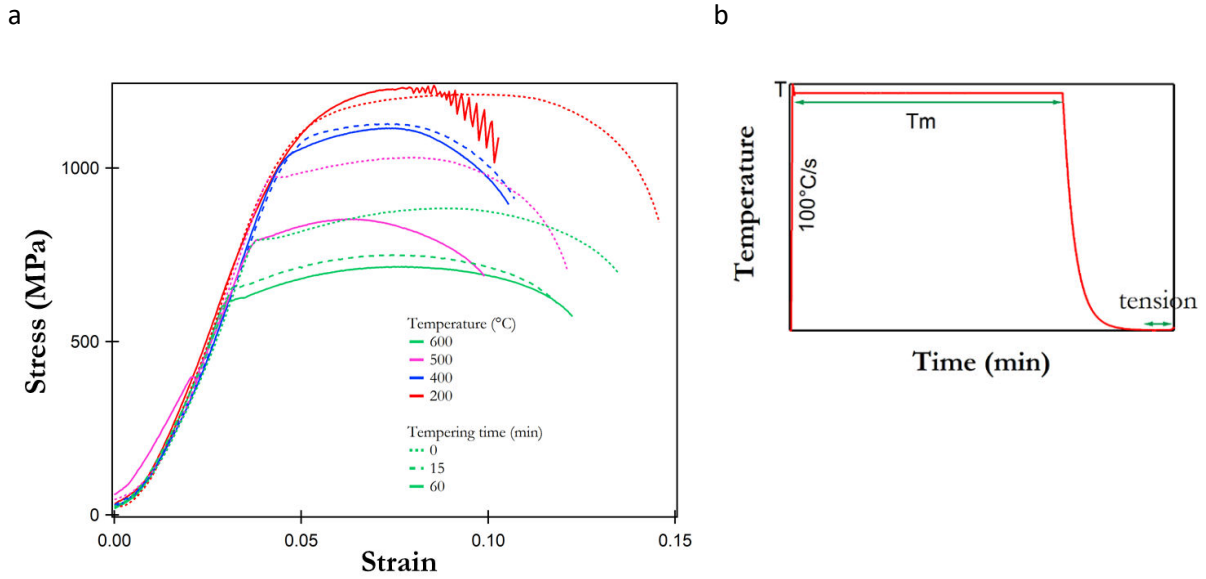 a
Stress (MPa)
1000
500
0
0.00
0.05
0.10
0.15
Strain
Temperature (°C)
600
500
400
200
Tempering time (min)
0
15
60
b
T
Tm
100°C/s
Temperature
tension
Time (min)